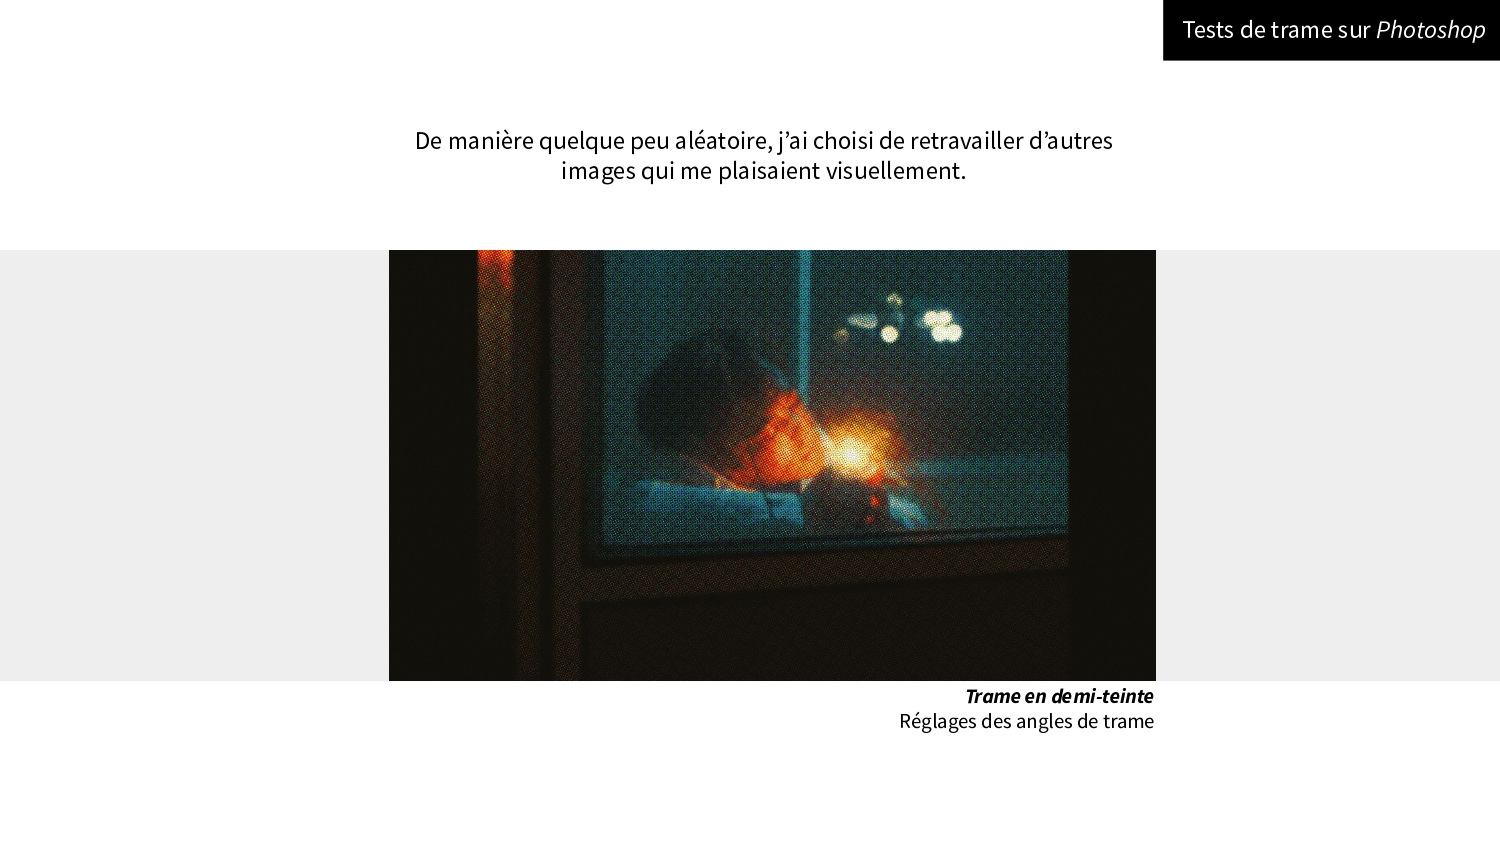 Tests de trame sur Photoshop
De manière quelque peu aléatoire, j’ai choisi de retravailler d’autres
images qui me plaisaient visuellement.
Trame en demi-teinte
Réglages des angles de trame